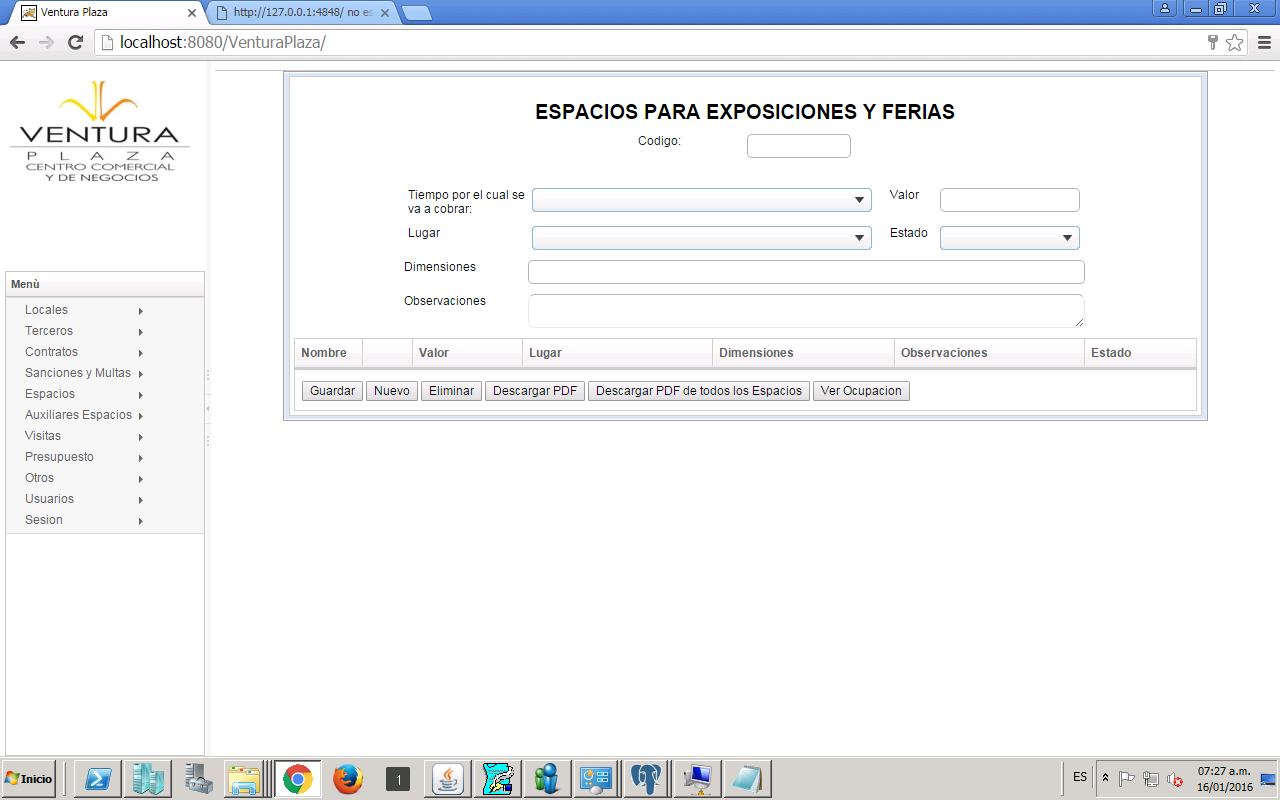 Ventura Plaza
http://127.0.0.1:4848/ no es
localhost:8080/VenturaPlaza/
VENTURA
PLAZA
CENTRO COMERCIAL
Y DE NEGOCIOS
Menù
Locales
Terceros
Contratos
Sanciones y Multas
Espacios
Auxiliares Espacios
Visitas
Presupuesto
Otros
Usuarios
Sesion
ESPACIOS PARA EXPOSICIONES Y FERIAS
Codigo:
Tiempo por el cual se
va a cobrar:
Valor
Lugar
Estado
Dimensiones
Observaciones
Nombre Valor Lugar Dimensiones Observaciones Estado
Guardar Nuevo Eliminar Descargar PDF Descargar PDF de todos los Espacios Ver Ocupacion
Inicio
1
ES
07:27 a.m.
16/01/2016